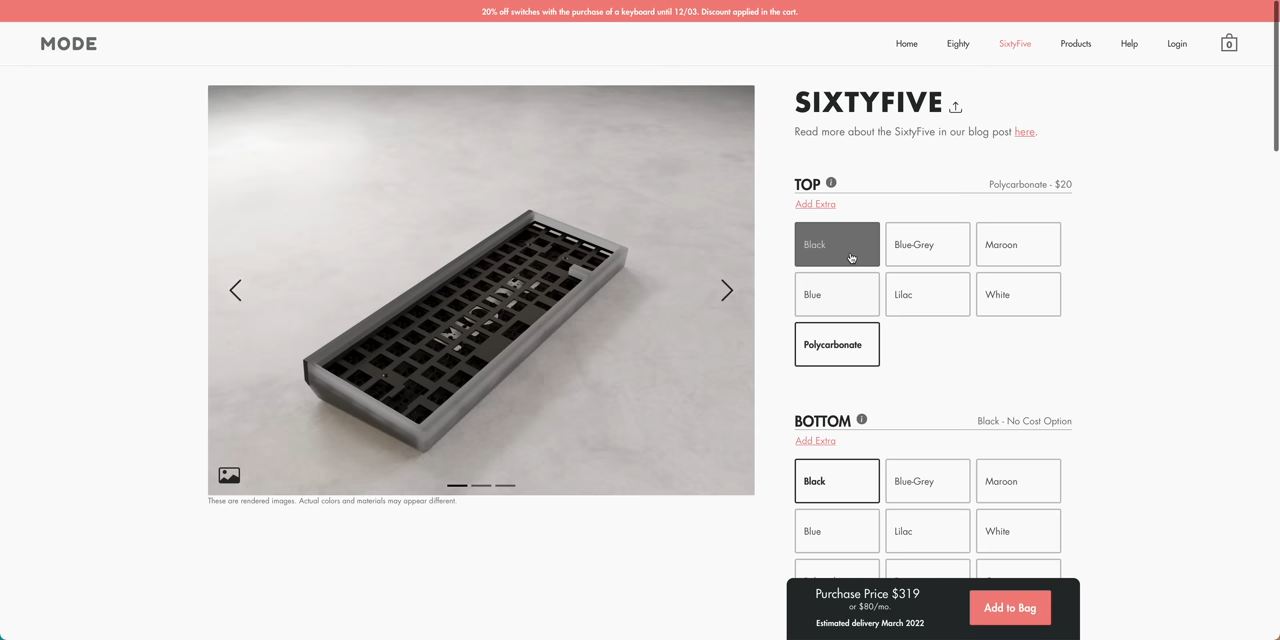 20% off switches with the purchase of a keyboard until 12/03. Discount applied in the cart.
MODE
Home
Eighty
SixtyFive
Products
Help
Login
0
SIXTYFIVE
Read more about the SixtyFive in our blog post here.
TOP
Polycarbonate - $20
Add Extra
Black
Blue-Grey
Maroon
Blue
Lilac
White
Polycarbonate
BOTTOM
Black - No Cost Option
Add Extra
Black
Blue-Grey
Maroon
Blue
Lilac
White
These are rendered images. Actual colors and materials may appear different.
Purchase Price $319
or $80/mo.
Estimated delivery March 2022
Add to Bag